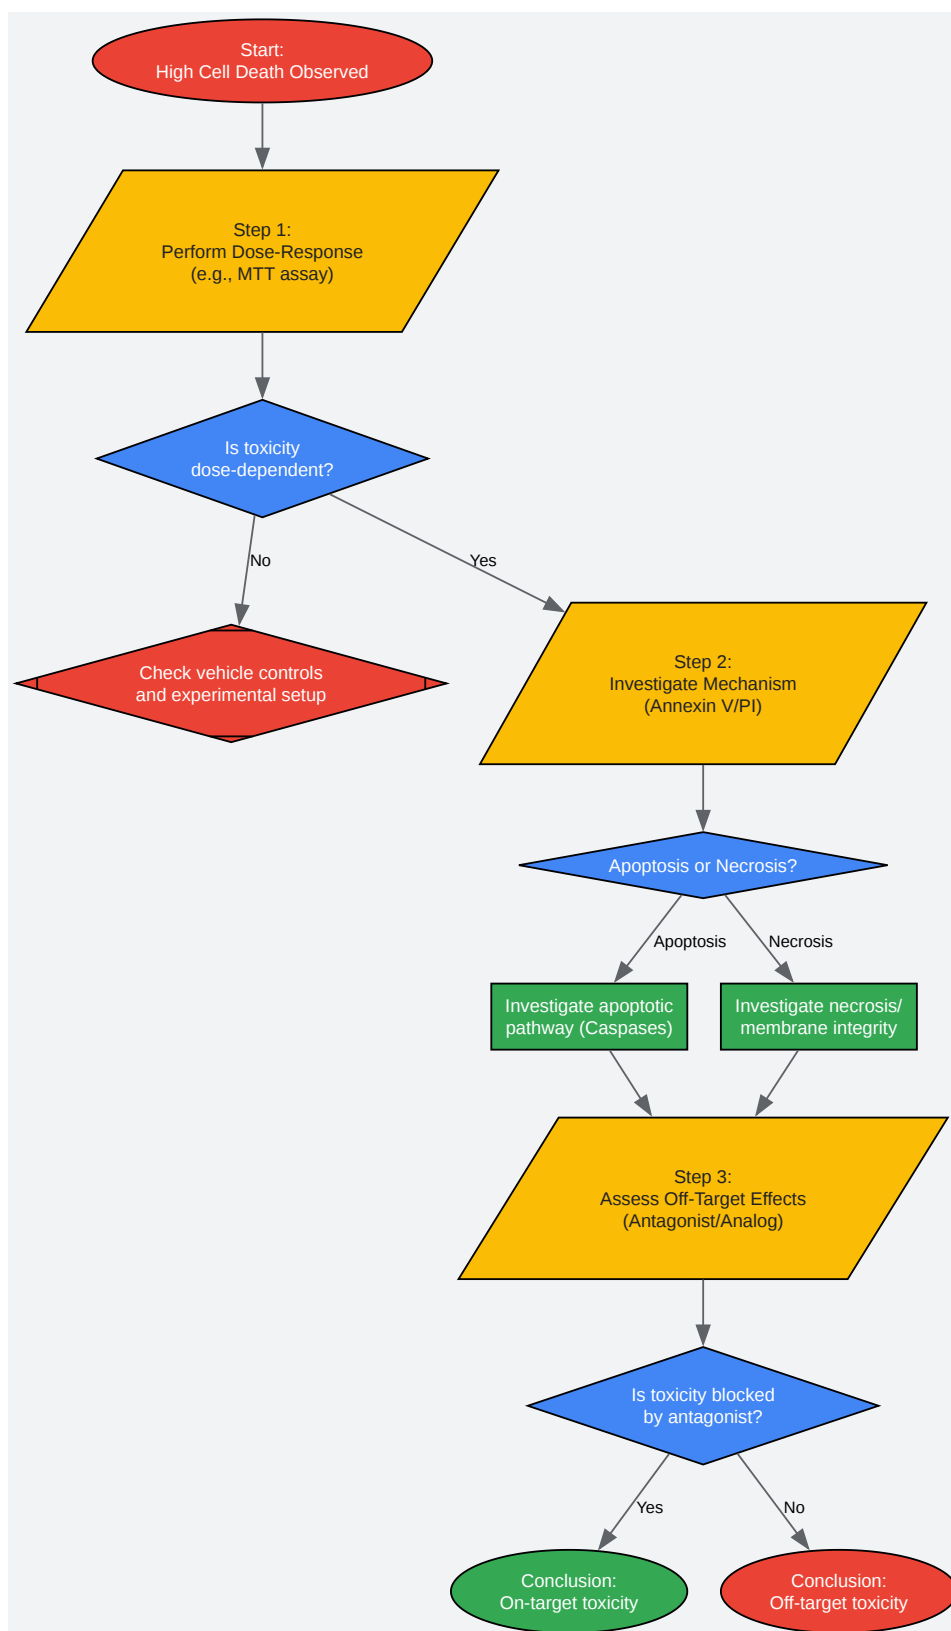 Start:
High Cell Death Observed
Step 1:
Perform Dose-Response
(e.g., MTT assay)
Is toxicity
dose-dependent?
No
Yes
Check vehicle controls
and experimental setup
Step 2:
Investigate Mechanism
(Annexin V/PI)
Apoptosis or Necrosis?
Apoptosis
Necrosis
Investigate apoptotic
pathway (Caspases)
Investigate necrosis/
membrane integrity
Step 3:
Assess Off-Target Effects
(Antagonist/Analog)
Is toxicity blocked
by antagonist?
Yes
No
Conclusion:
On-target toxicity
Conclusion:
Off-target toxicity